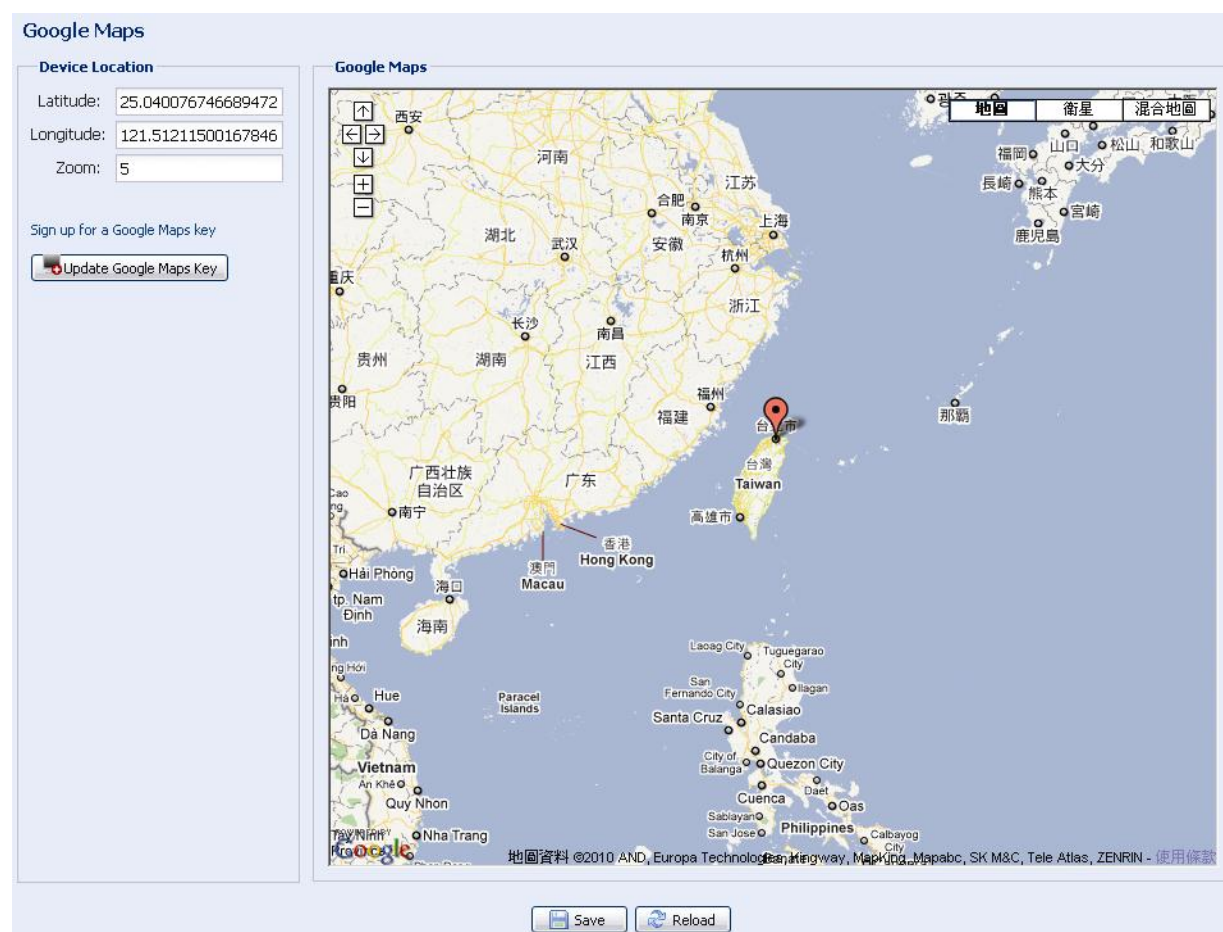 Google Maps
Device Location
Latitude: 25.040076746689472
Longitude: 121.51211500167846
Zoom: 5
Sign up for a Google Maps key
Update Google Maps Key
Google Maps
地圖 衛星 混合地圖
西安
河南
江苏
合肥
南京
上海
湖北
武汉
安徽
杭州
浙江
长沙
南昌
贵州
湖南
江西
福州
福建
福岡
山口
松山
和歌山
大分
長崎
熊本
宮崎
鹿児島
那覇
台灣
Taiwan
高雄市
广西壮族
自治区
广东
南宁
香港
Hong Kong
澳門
Macau
Hải Phòng
tp. Nam
Định
海口
海南
Laoag City
Tuguegarao
City
San
Fernando City
Ilagan
Hue
Paracel
Islands
Santa Cruz
Calasiao
Đà Nang
Candaba
City of
Balanga
Quezon City
Vietnam
An Khê
Quy Nhon
Cuenca
Daet
Oas
Sablayan
San Jose
Philippines
Calbayog
City
Nha Trang
Google
地圖資料 ©2010 AND, Europa Technologies, Kingway, MapKing, Mapabc, SK M&C, Tele Atlas, ZENRIN - 使用條款
Save
Reload